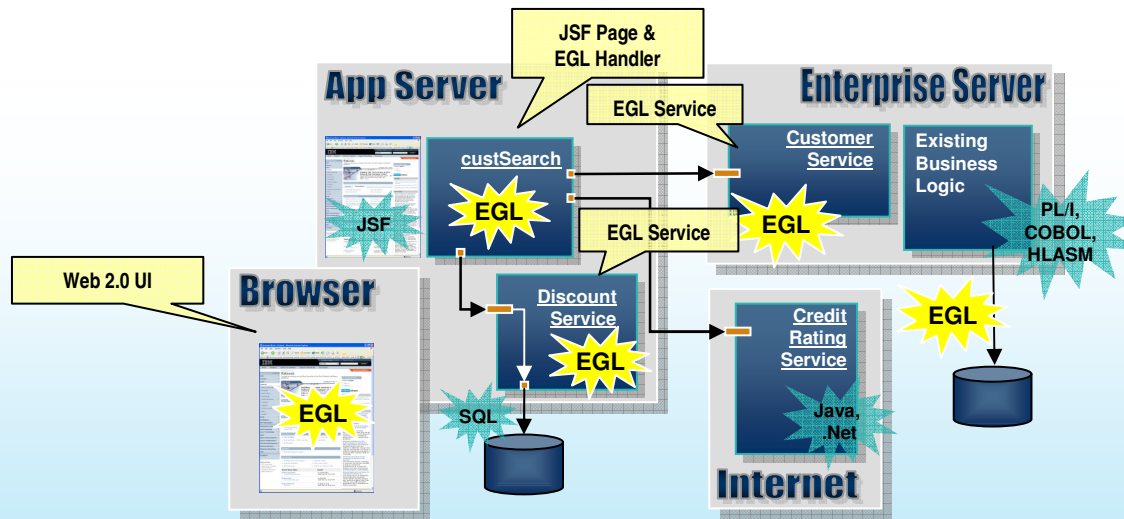 JSF Page &
EGL Handler
App Server
Enterprise Server
EGL Service
custSearch
EGL
JSF
Customer
Service
EGL
Existing
Business
Logic
PL/I,
COBOL,
HLASM
EGL Service
Web 2.0 UI
Browser
EGL
Discount
Service
EGL
SQL
Credit
Rating
Service
Java,
.Net
EGL
Internet
IBM